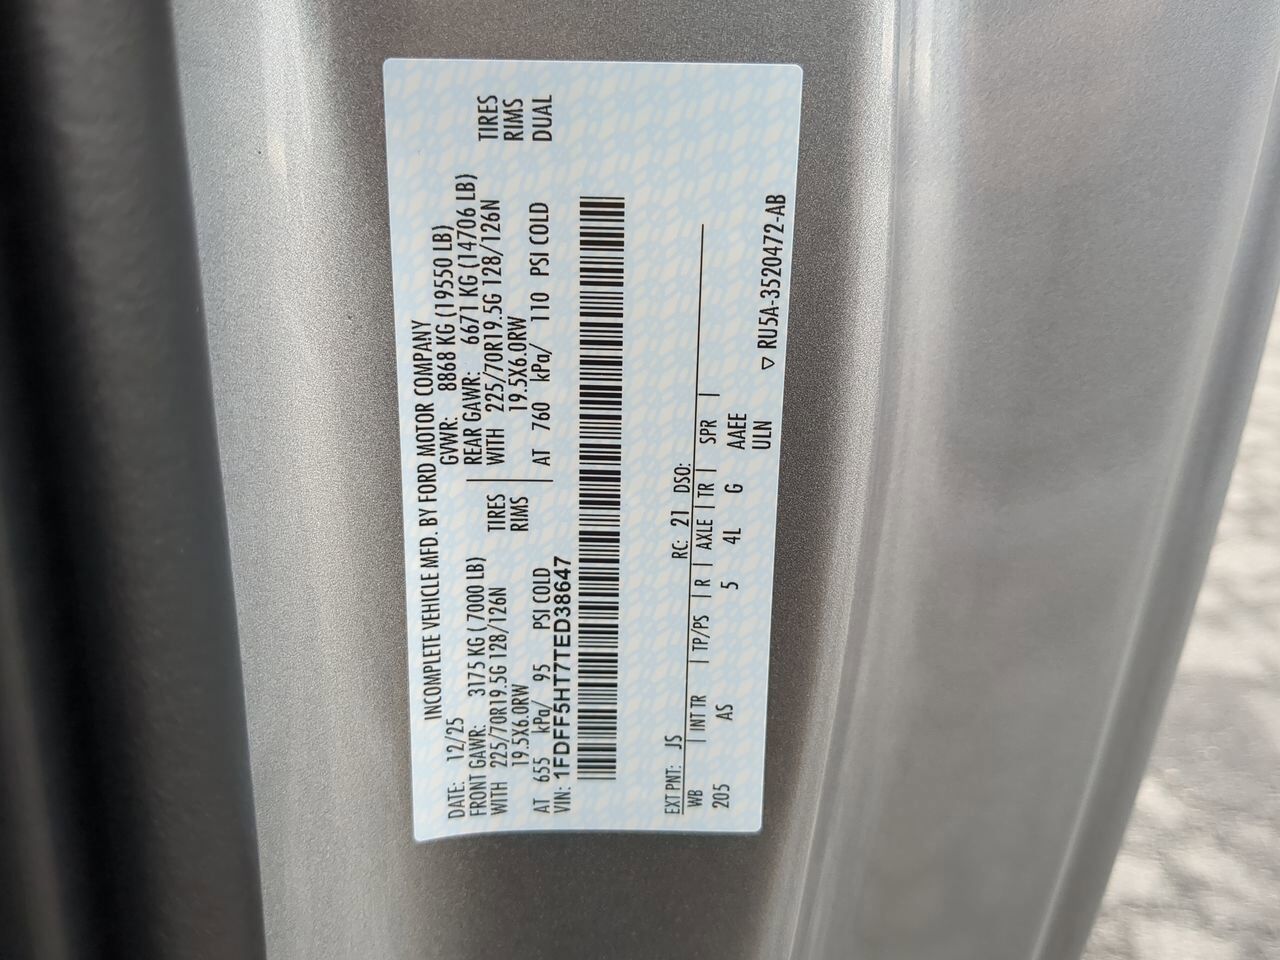 INCOMPLETE VEHICLE MFD. BY FORD MOTOR COMPANY
DATE: 12/25 GVWR: 8868 KG (19550 LB)
FRONT GAWR: 3175 KG ( 7000 LB) REAR GAWR: 6671 KG (14706 LB)
WITH 225/70R19.5G 128/126N TIRES WITH 225/70R19.5G 128/126N TIRES
19.5X6.0RW RIMS 19.5X6.0RW RIMS
AT 655 kPa/ 95 PSI COLD AT 760 kPa/ 110 PSI COLD DUAL
VIN: 1FDFF5HT7TED38647
EXT PNT: JS RC: 21 DSO:
WB | INT TR | TP/PS | R | AXLE | TR | SPR |
205 AS 5 4L G AAEE
ULN
▽ RU5A-3520472-AB